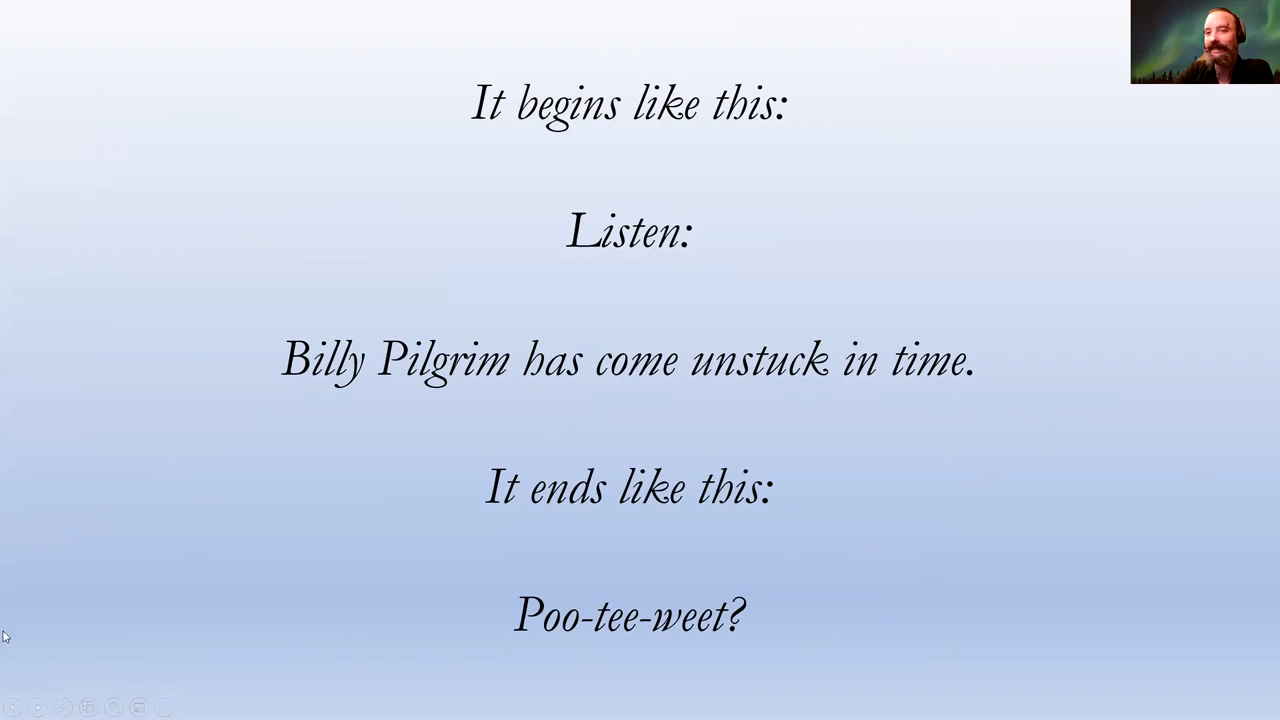 It begins like this:
Listen:
Billy Pilgrim has come unstuck in time.
It ends like this:
Poo-tee-weet?